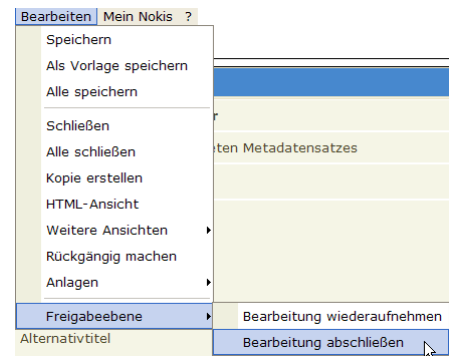 Bearbeiten Mein Nokis ?
Speichern
Als Vorlage speichern
Alle speichern
Schließen
Alle schließen
eten Metadatensatzes
Kopie erstellen
HTML-Ansicht
Weitere Ansichten
Rückgängig machen
Anlagen
Freigabeebene
Bearbeitung wiederaufnehmen
Alternativtitel
Bearbeitung abschließen